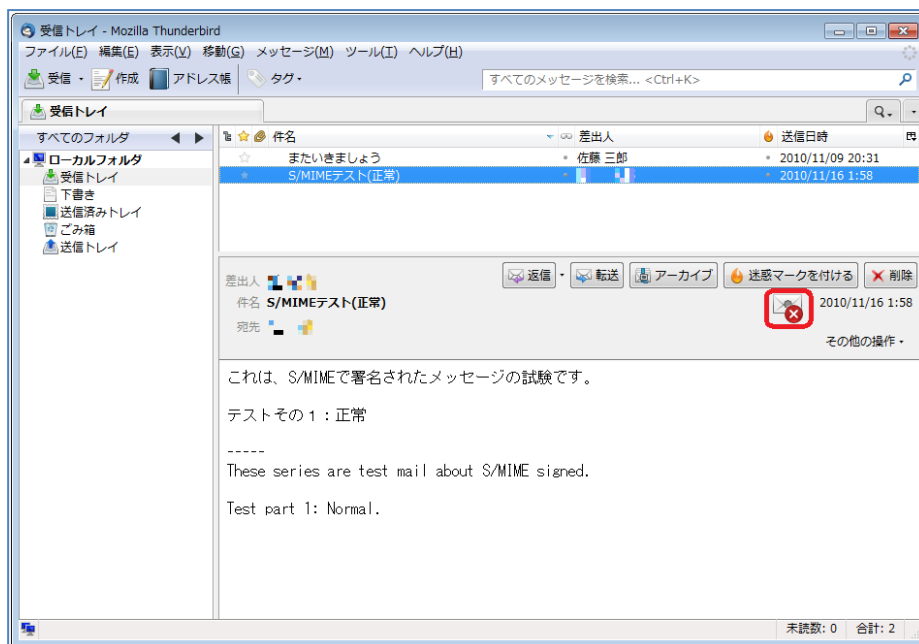 受信トレイ - Mozilla Thunderbird
ファイル(F) 編集(E) 表示(V) 移動(G) メッセージ(M) ツール(T) ヘルプ(H)
受信 作成 アドレス帳 タグ
すべてのメッセージを検索... <Ctrl+K>
受信トレイ
すべてのフォルダ
ローカルフォルダ
受信トレイ
下書き
送信済みトレイ
ごみ箱
送信トレイ
件名 差出人 送信日時
またいきましょう 佐藤 三郎 2010/11/09 20:31
S/MIMEテスト(正常) 2010/11/16 1:58
返信 転送 アーカイブ 迷惑マークを付ける 削除
差出人
件名 S/MIMEテスト(正常) 2010/11/16 1:58
宛先
その他の操作
これは、S/MIMEで署名されたメッセージの試験です。
テストその１：正常
-----
These series are test mail about S/MIME signed.
Test part 1: Normal.
未読数: 0 合計: 2